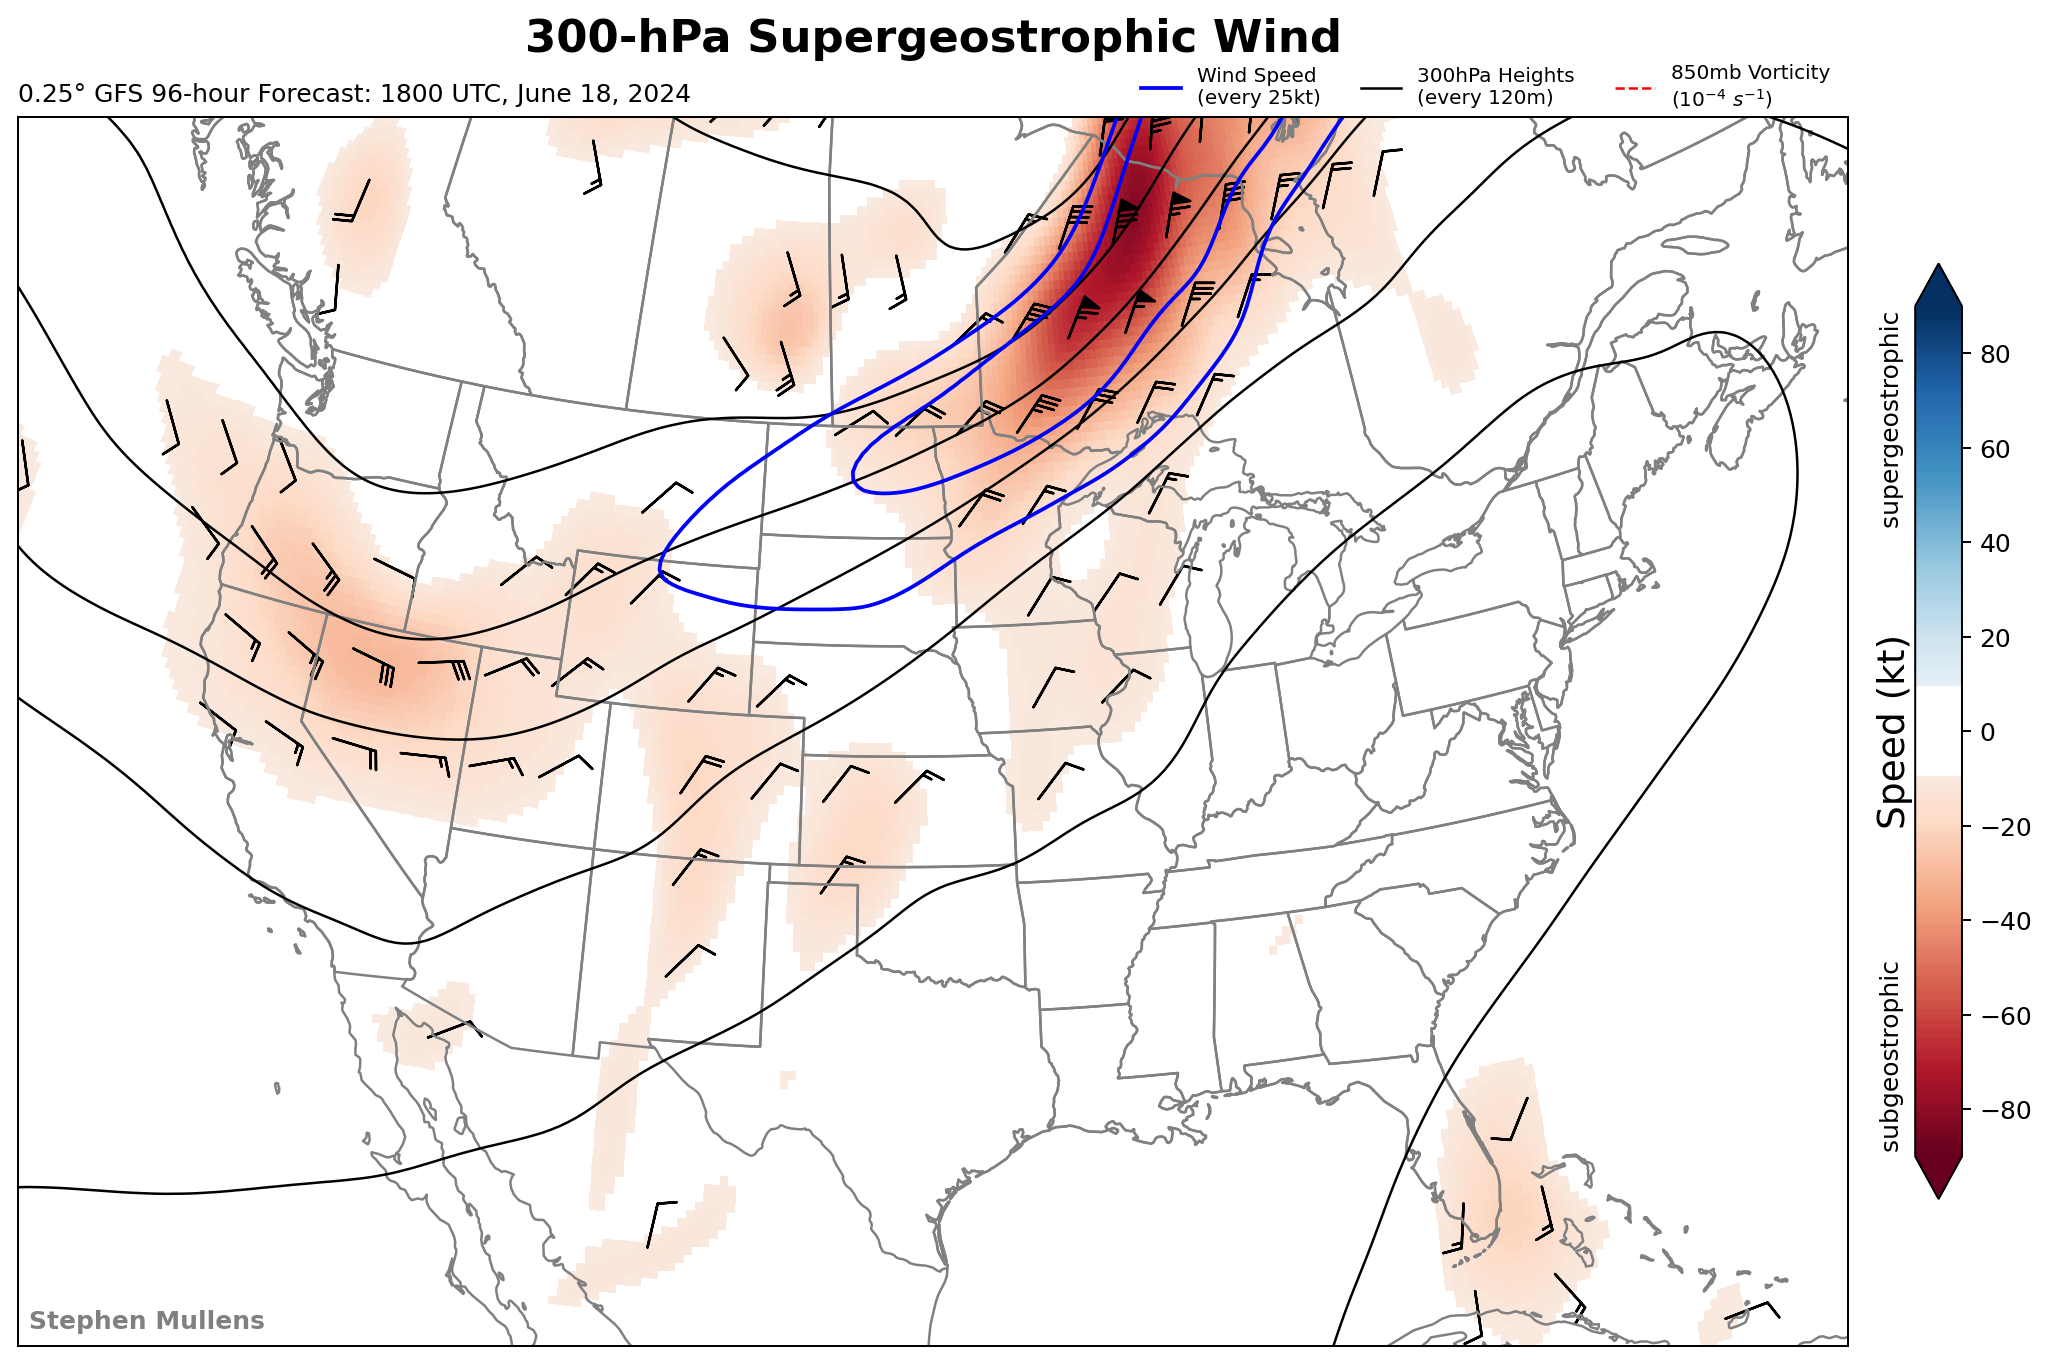 300-hPa Supergeostrophic Wind
0.25° GFS 96-hour Forecast: 1800 UTC, June 18, 2024
Wind Speed
(every 25kt)
300hPa Heights
(every 120m)
850mb Vorticity
(10⁻⁴ s⁻¹)
supergeostrophic
Speed (kt)
subgeostrophic
80
60
40
20
0
−20
−40
−60
−80
Stephen Mullens